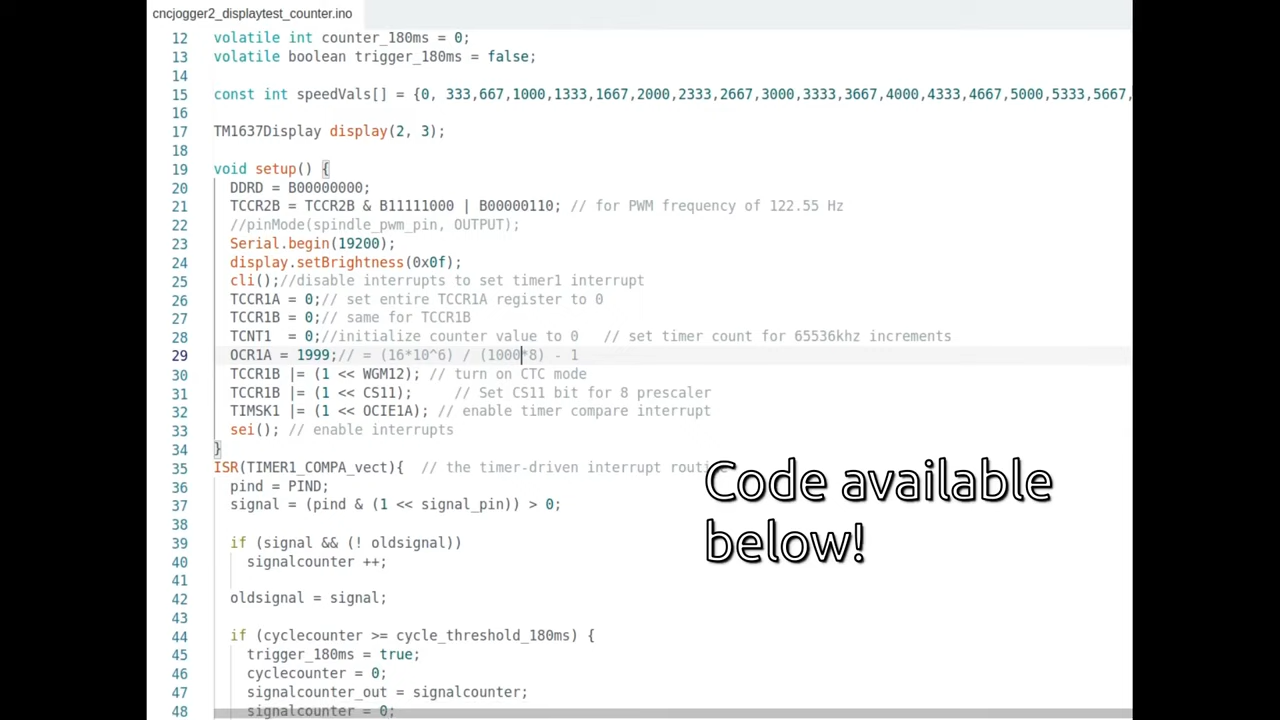 cncjogger2_displaytest_counter.ino
12 volatile int counter_180ms = 0;
13 volatile boolean trigger_180ms = false;
14
15 const int speedVals[] = {0, 333,667,1000,1333,1667,2000,2333,2667,3000,3333,3667,4000,4333,4667,5000,5333,5667,
16
17 TM1637Display display(2, 3);
18
19 void setup() {
20 DDRD = B00000000;
21 TCCR2B = TCCR2B & B11111000 | B00000110; // for PWM frequency of 122.55 Hz
22 //pinMode(spindle_pwm_pin, OUTPUT);
23 Serial.begin(19200);
24 display.setBrightness(0x0f);
25 cli();//disable interrupts to set timer1 interrupt
26 TCCR1A = 0;// set entire TCCR1A register to 0
27 TCCR1B = 0;// same for TCCR1B
28 TCNT1  = 0;//initialize counter value to 0   // set timer count for 65536khz increments
29 OCR1A = 1999;// = (16*10^6) / (1000*8) - 1
30 TCCR1B |= (1 << WGM12); // turn on CTC mode
31 TCCR1B |= (1 << CS11);     // Set CS11 bit for 8 prescaler
32 TIMSK1 |= (1 << OCIE1A); // enable timer compare interrupt
33 sei(); // enable interrupts
34 }
35 ISR(TIMER1_COMPA_vect){  // the timer-driven interrupt routine
36 pind = PIND;
37 signal = (pind & (1 << signal_pin)) > 0;
38
39 if (signal && (! oldsignal))
40 signalcounter ++;
41
42 oldsignal = signal;
43
44 if (cyclecounter >= cycle_threshold_180ms) {
45 trigger_180ms = true;
46 cyclecounter = 0;
47 signalcounter_out = signalcounter;
48 signalcounter = 0;
Code available
below!